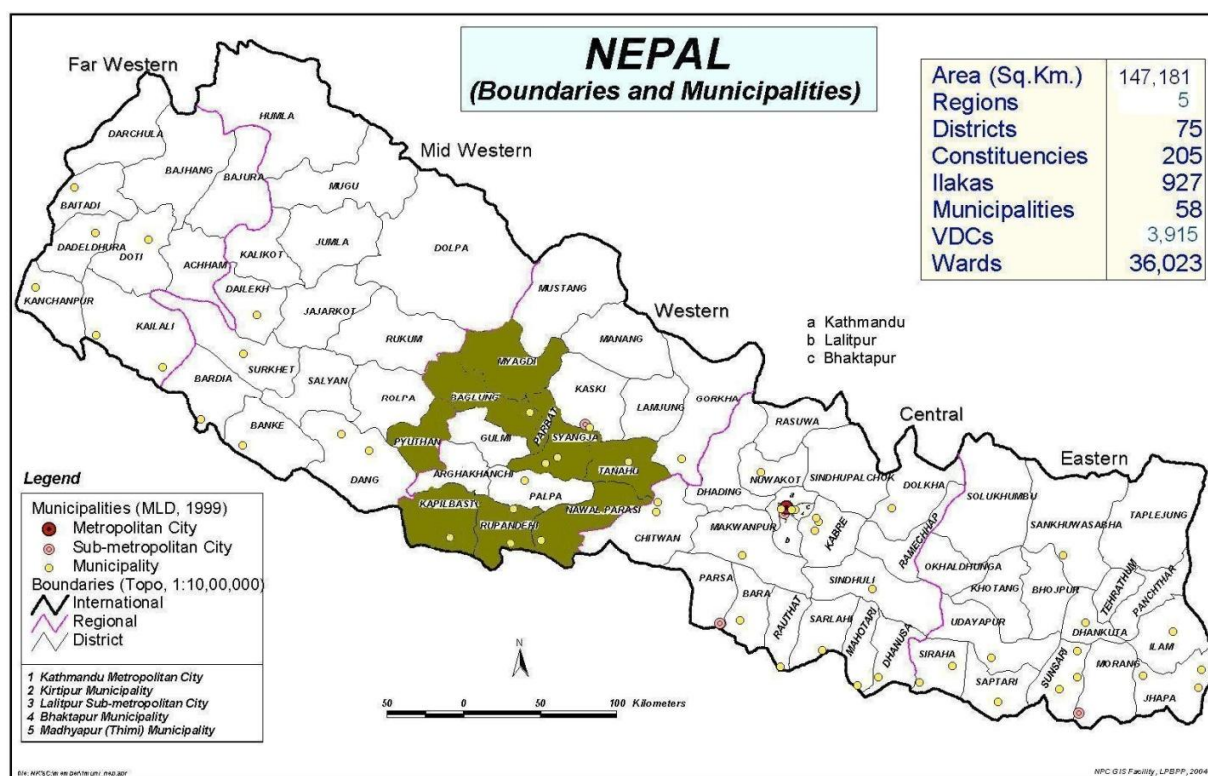 NEPAL
(Boundaries and Municipalities)
Area (Sq.Km.) 147,181
Regions 5
Districts 75
Constituencies 205
Ilakas 927
Municipalities 58
VDCs 3,915
Wards 36,023
Far Western
Mid Western
Western
Central
Eastern
a Kathmandu
b Lalitpur
c Bhaktapur
DARCHULA
HUMLA
BAJHANG
BAJURA
MUGU
BAITADI
DADELDHURA
DOTI
ACHHAM
KALIKOT
JUMLA
DOLPA
KANCHANPUR
KAILALI
DAILEKH
JAJARKOT
RUKUM
MUSTANG
MANANG
MYAGDI
BARDIA
SURKHET
SALYAN
ROLPA
BAGLUNG
PARBAT
KASKI
LAMJUNG
GORKHA
BANKE
DANG
PYUTHAN
GULMI
SYANGJA
TANAHU
ARGHAKHANCHI
PALPA
KAPILBASTU
RUPANDEHI
NAWAL PARASI
RASUWA
NUWAKOT
SINDHUPALCHOK
DHADING
DOLKHA
CHITWAN
MAKWANPUR
a
c
b
KABRE
RAMECHHAP
SOLUKHUMBU
SANKHUWASABHA
TAPLEJUNG
OKHALDHUNGA
KHOTANG
BHOJPUR
TEHRATHUM
PANCHTHAR
PARSA
BARA
RAUTHAT
SARLAHI
SINDHULI
MAHOTARI
DHANUSA
SIRAHA
UDAYAPUR
SAPTARI
SUNSARI
DHANKUTA
MORANG
ILAM
JHAPA
Legend
Municipalities (MLD, 1999)
Metropolitan City
Sub-metropolitan City
Municipality
Boundaries (Topo, 1:10,00,000)
International
Regional
District
1 Kathmandu Metropolitan City
2 Kirtipur Municipality
3 Lalitpur Sub-metropolitan City
4 Bhaktapur Municipality
5 Madhyapur (Thimi) Municipality
N
50 0 50 100 Kilometers
NPC GIS Facility, LPBPP, 2004